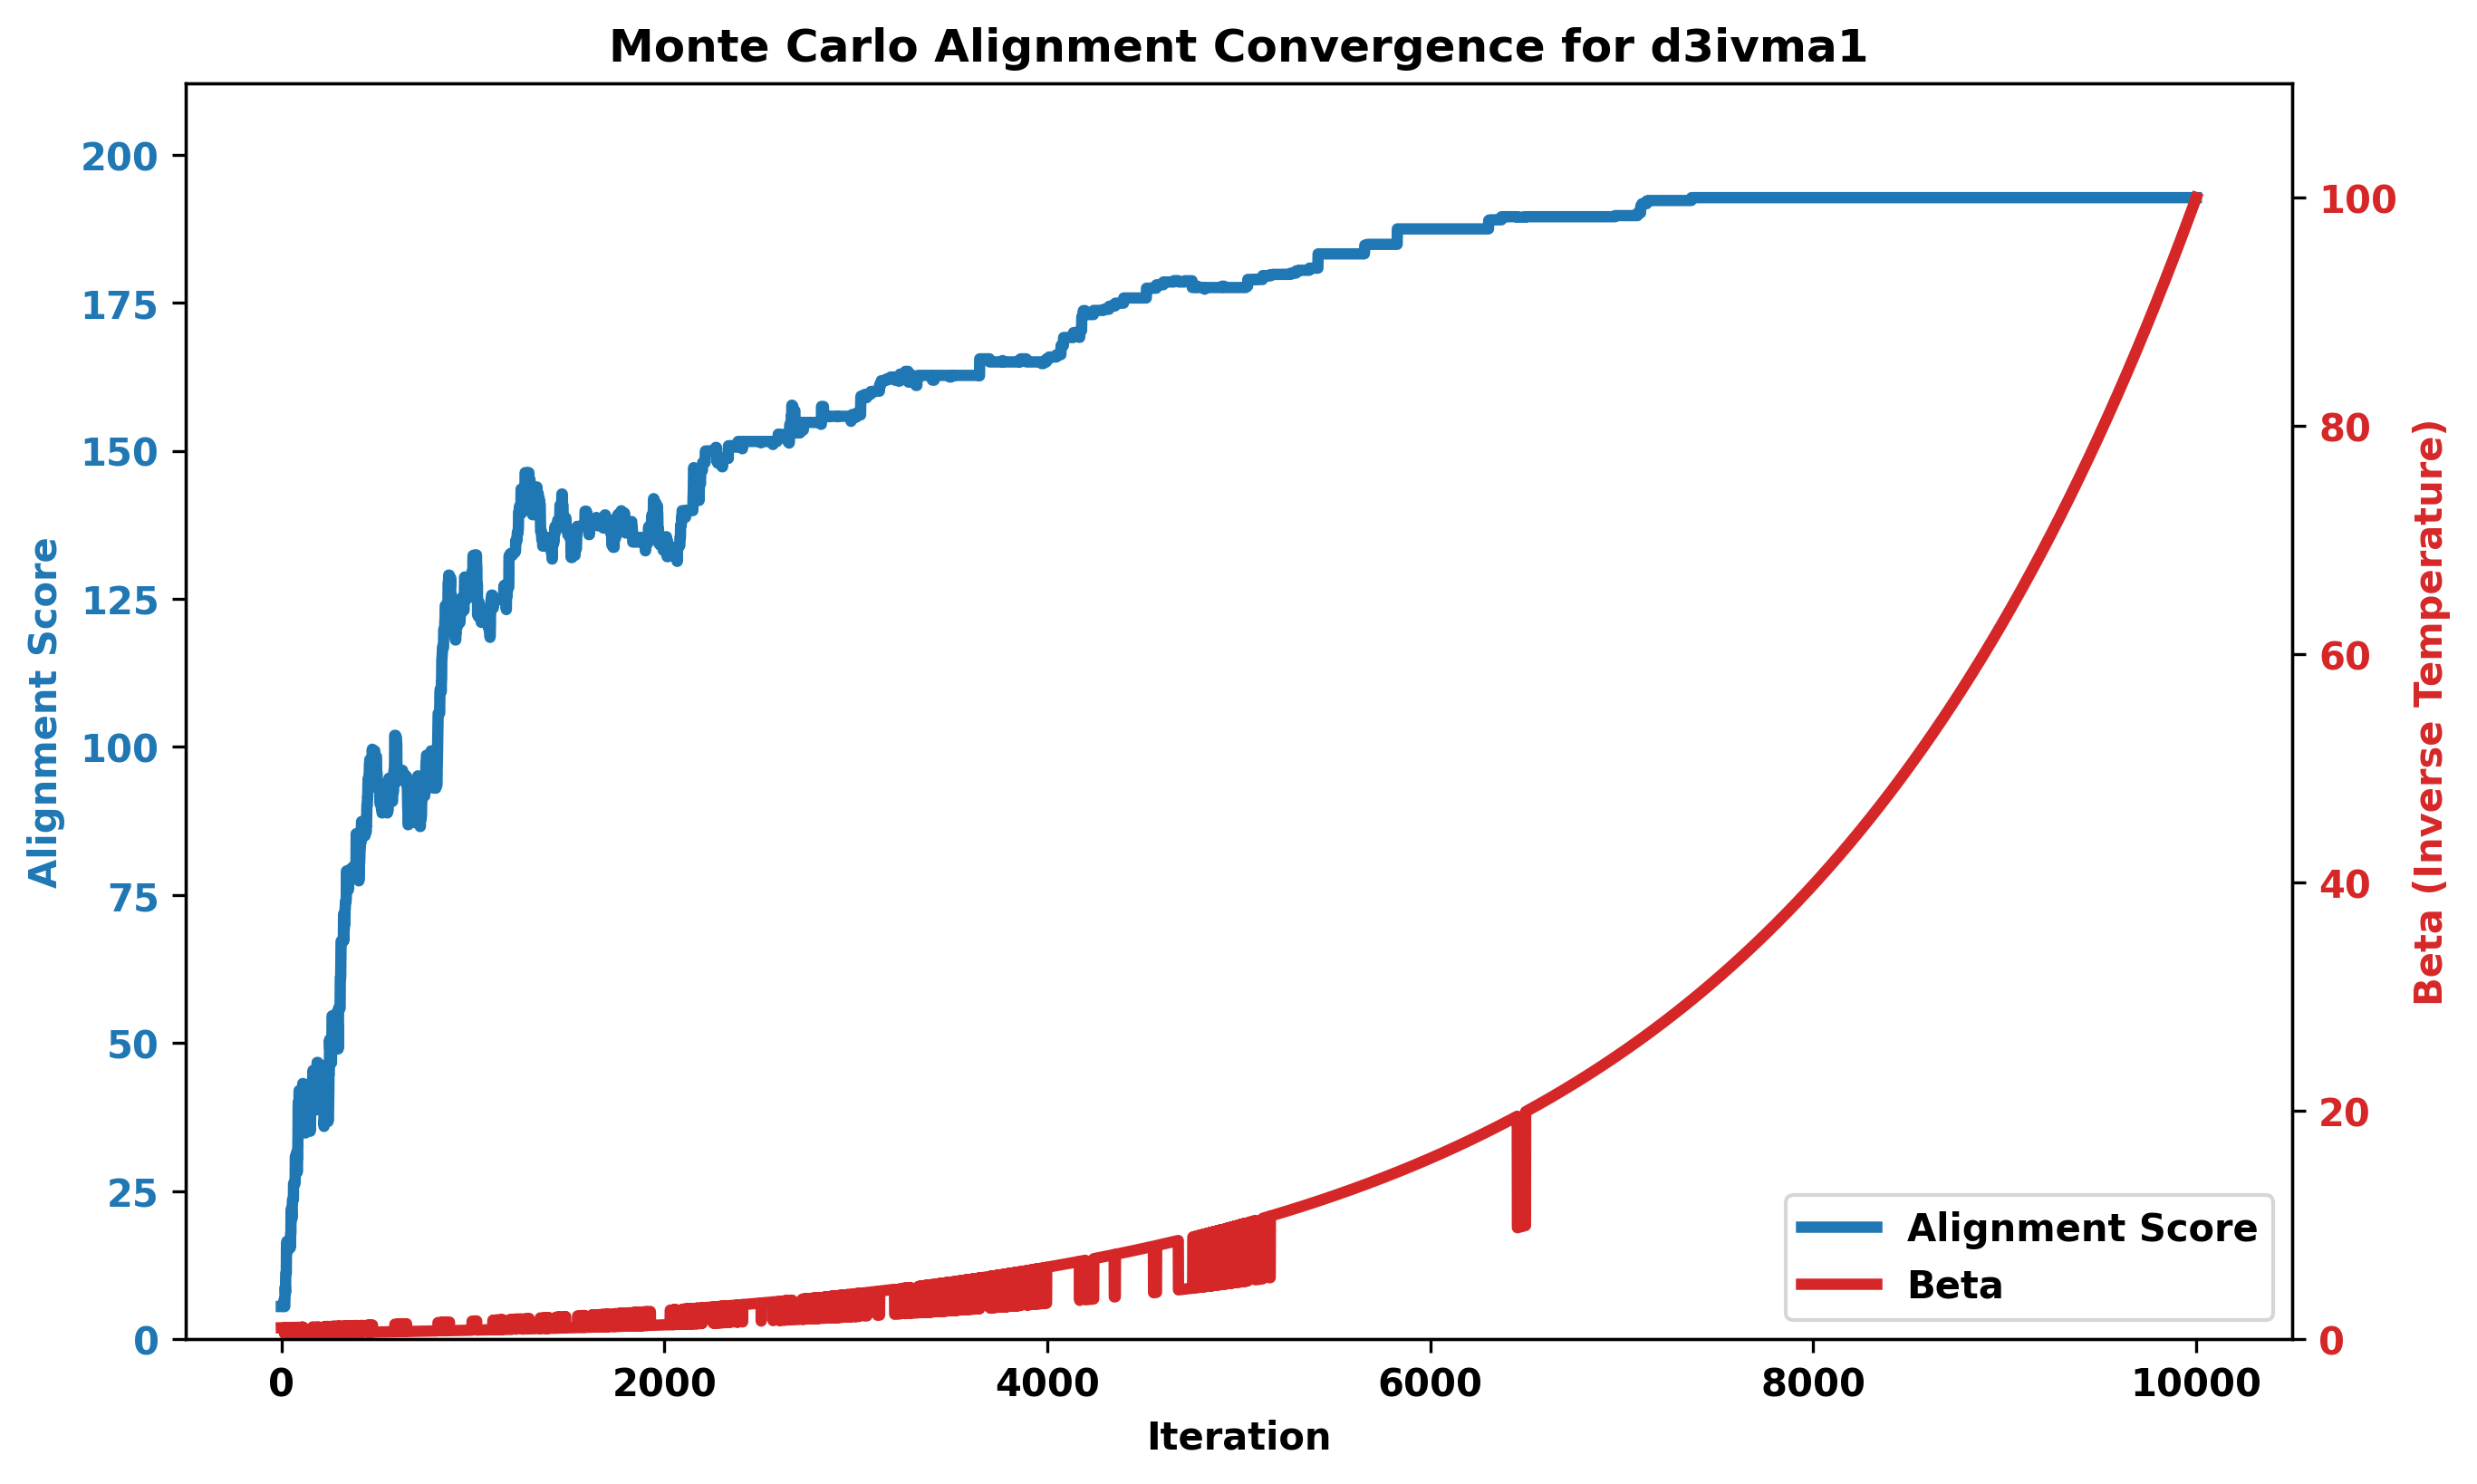 Monte Carlo Alignment Convergence for d3ivma1
Alignment Score
200
175
150
125
100
75
50
25
0
100
80
60
40
20
0
Beta (Inverse Temperature)
Alignment Score
Beta
0 2000 4000 6000 8000 10000
Iteration